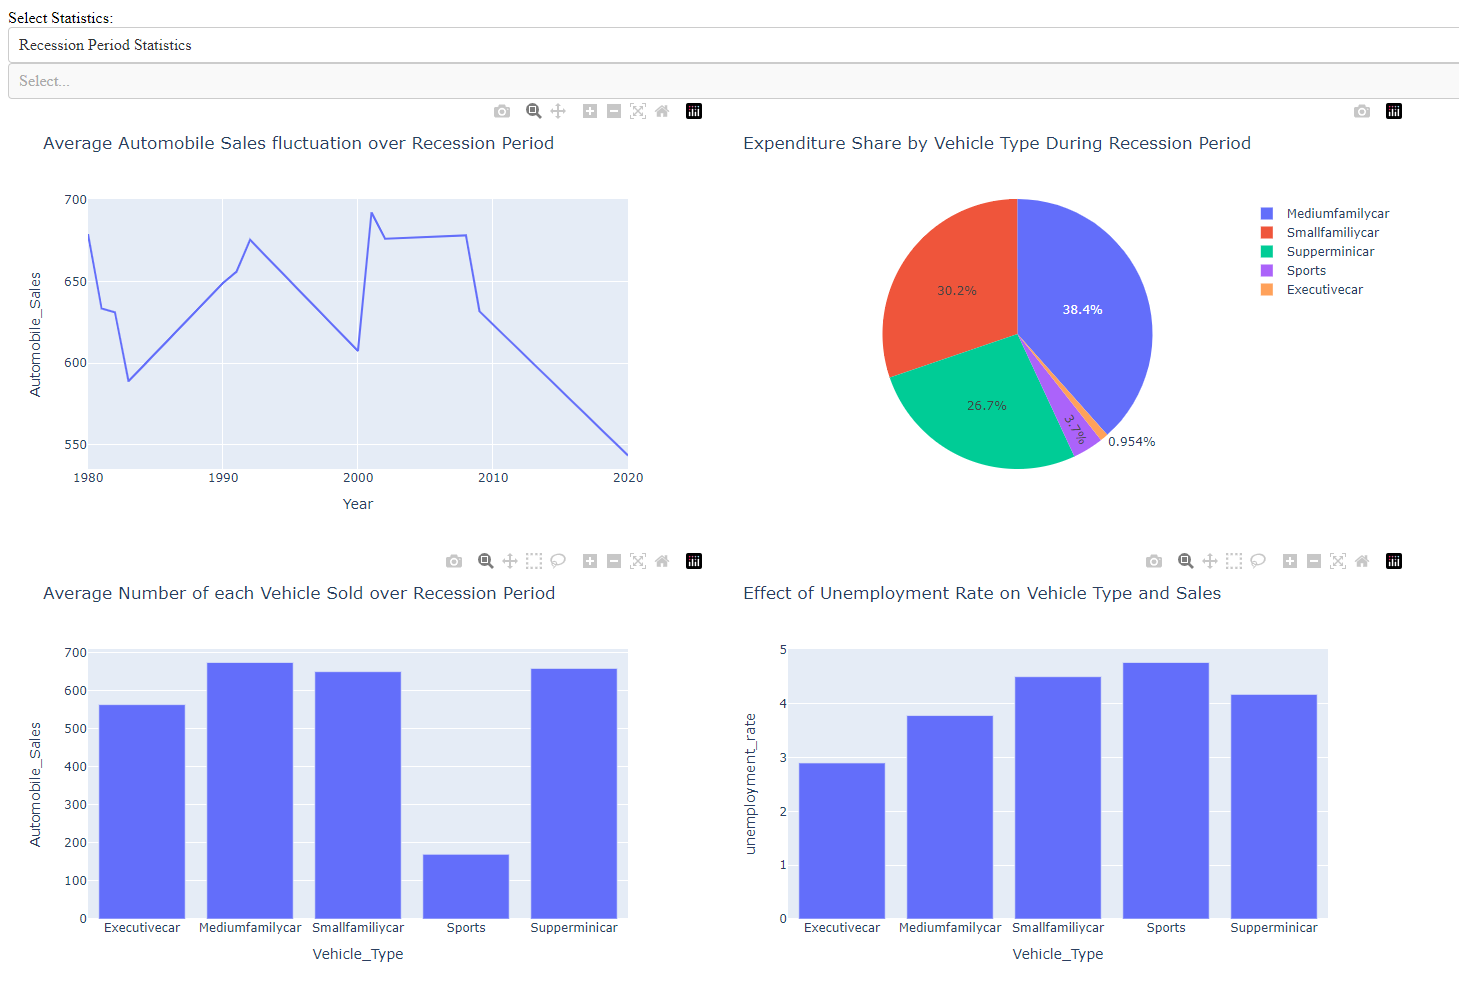 Select Statistics:
Recession Period Statistics
Select...
Average Automobile Sales fluctuation over Recession Period
700
650
600
550
Automobile_Sales
1980 1990 2000 2010 2020
Year
Expenditure Share by Vehicle Type During Recession Period
38.4%
30.2%
26.7%
3.7%
0.954%
Mediumfamilycar
Smallfamiliycar
Supperminicar
Sports
Executivecar
Average Number of each Vehicle Sold over Recession Period
700
600
500
400
300
200
100
0
Automobile_Sales
Executivecar Mediumfamilycar Smallfamiliycar Sports Supperminicar
Vehicle_Type
Effect of Unemployment Rate on Vehicle Type and Sales
5
4
3
2
1
0
unemployment_rate
Executivecar Mediumfamilycar Smallfamiliycar Sports Supperminicar
Vehicle_Type